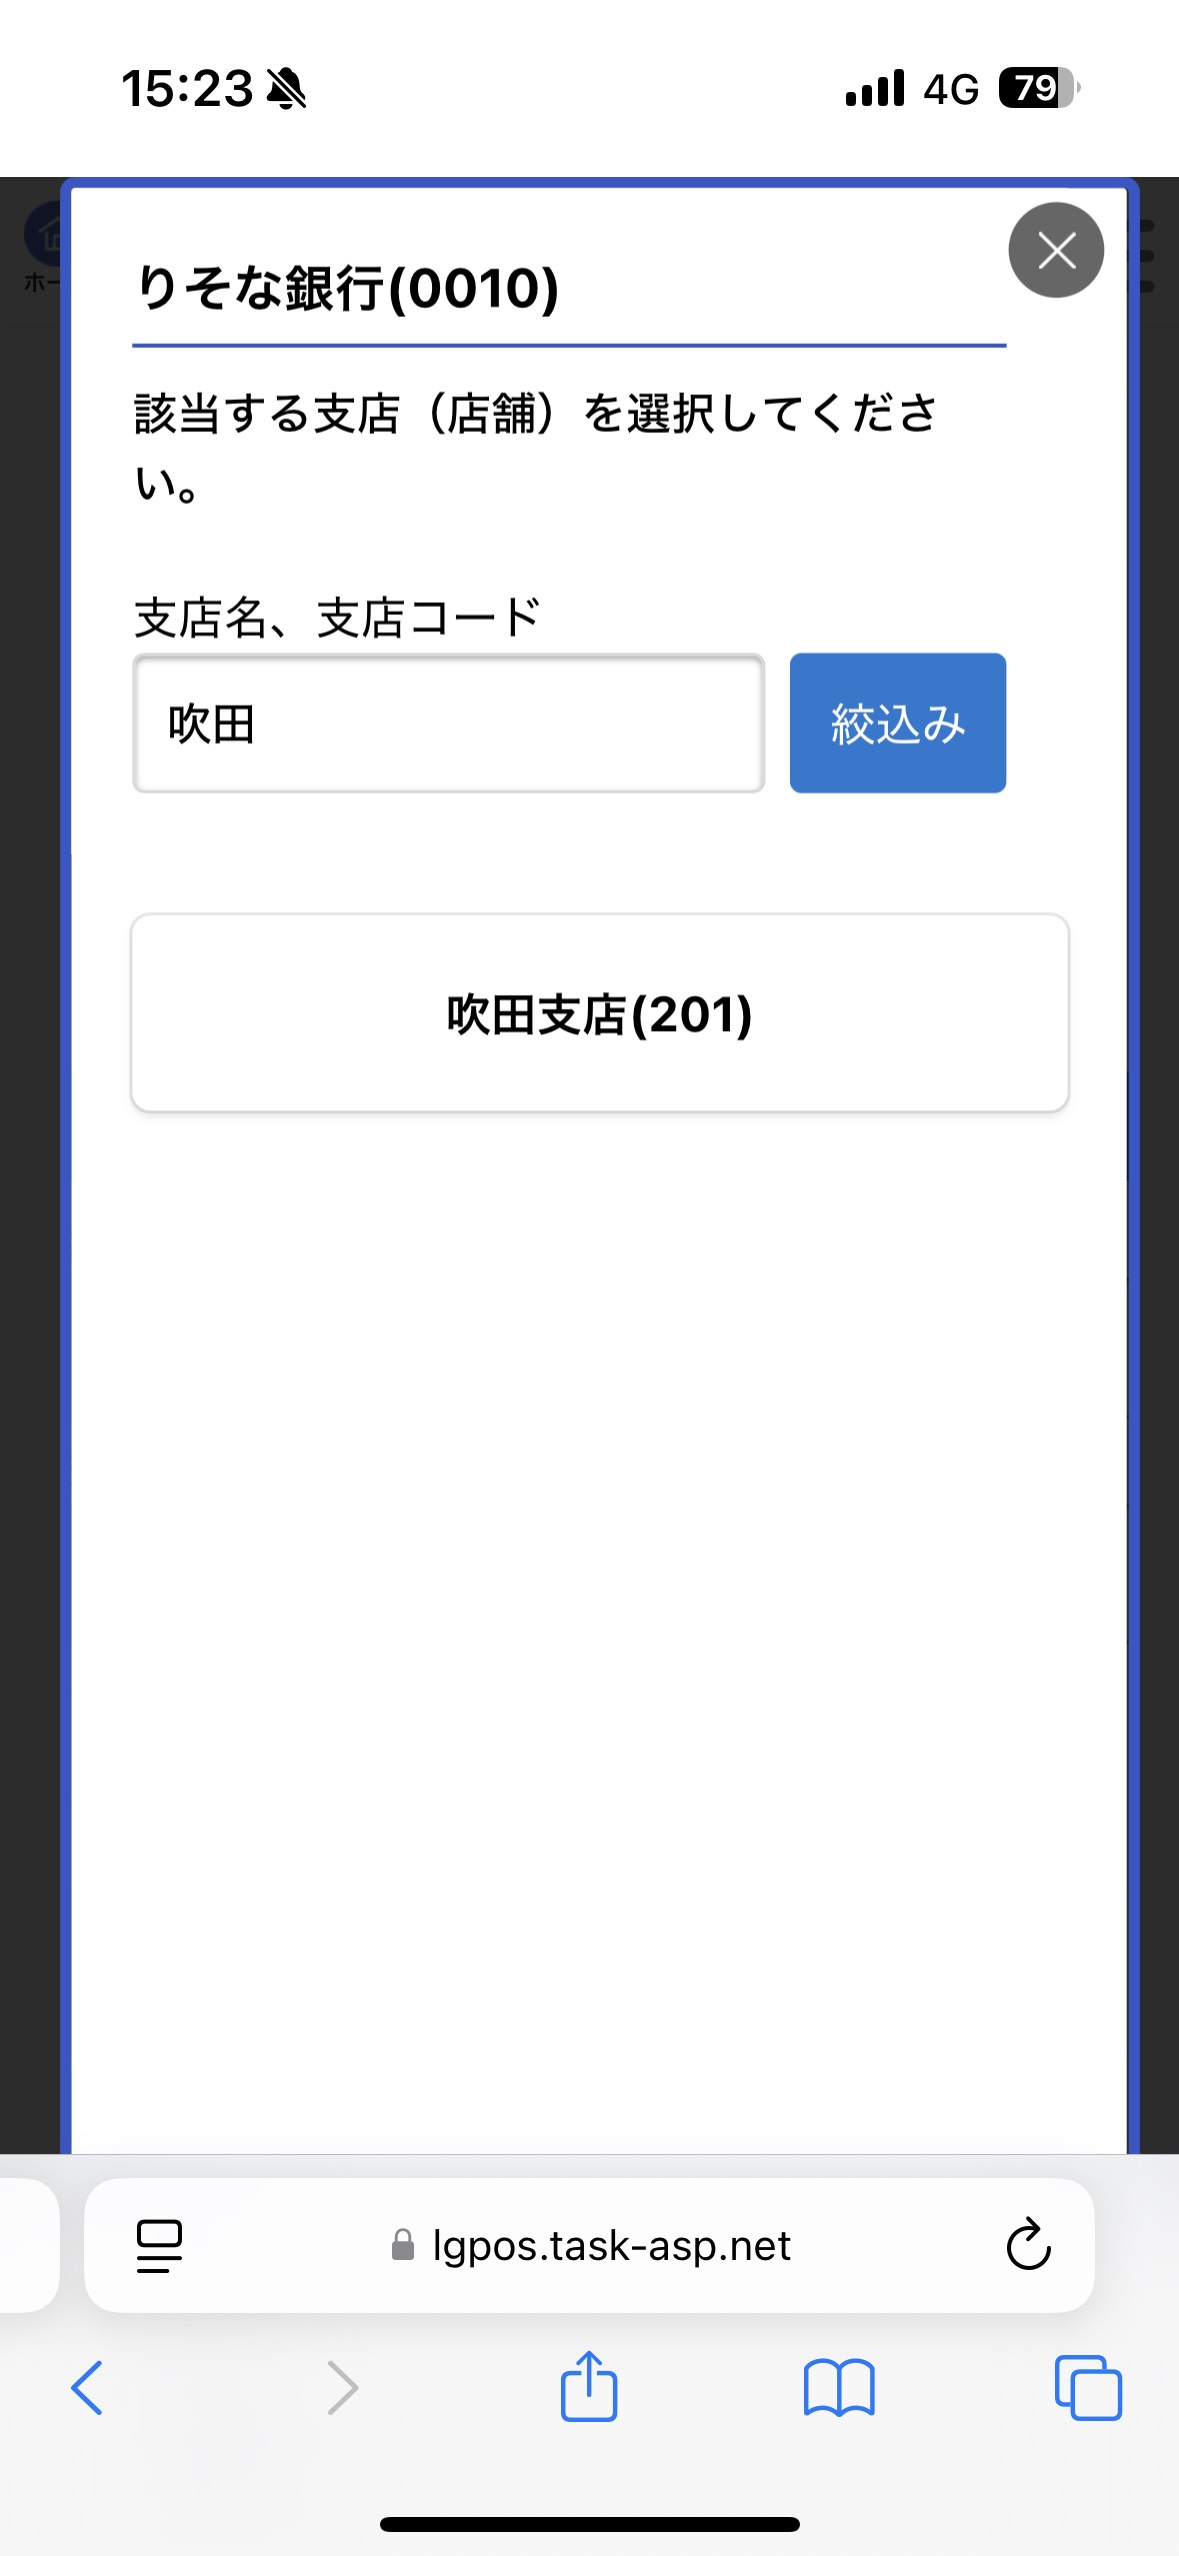 15:23
4G
79
ホー
りそな銀行(0010)
該当する支店（店舗）を選択してくださ
い。
支店名、支店コード
吹田
絞込み
吹田支店(201)
lgpos.task-asp.net